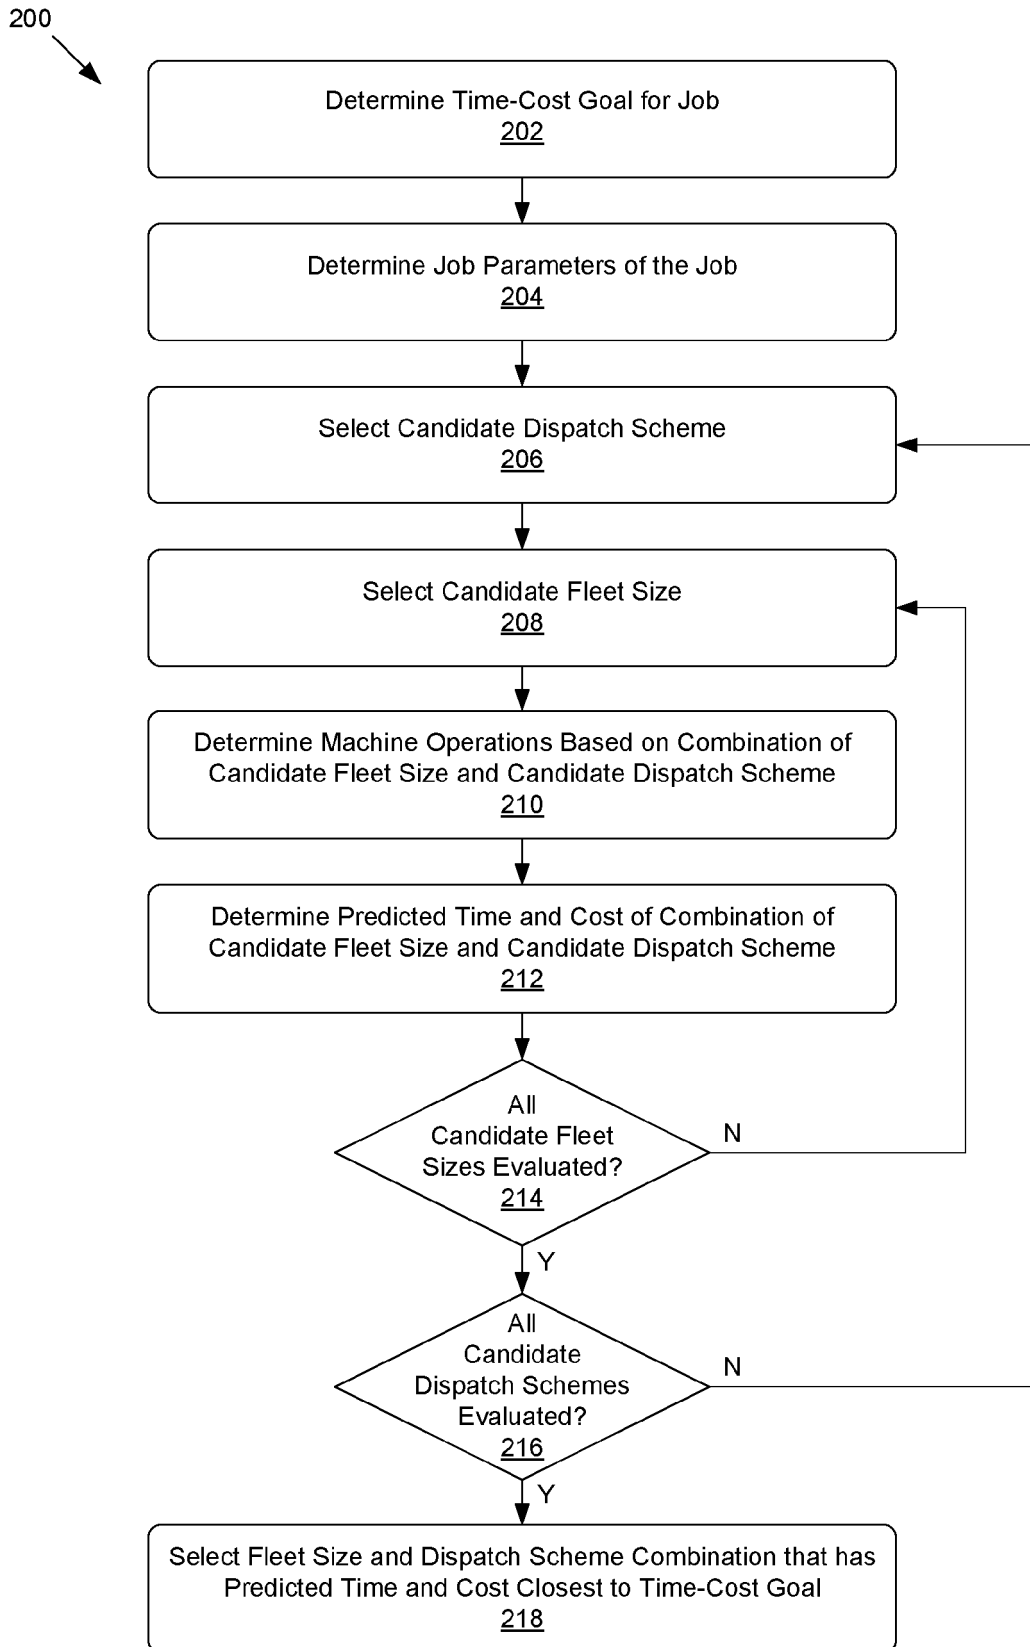 200
Determine Time-Cost Goal for Job
202
Determine Job Parameters of the Job
204
Select Candidate Dispatch Scheme
206
Select Candidate Fleet Size
208
Determine Machine Operations Based on Combination of
Candidate Fleet Size and Candidate Dispatch Scheme
210
Determine Predicted Time and Cost of Combination of
Candidate Fleet Size and Candidate Dispatch Scheme
212
All
Candidate Fleet
Sizes Evaluated?
214
N
Y
All
Candidate
Dispatch Schemes
Evaluated?
216
N
Y
Select Fleet Size and Dispatch Scheme Combination that has
Predicted Time and Cost Closest to Time-Cost Goal
218